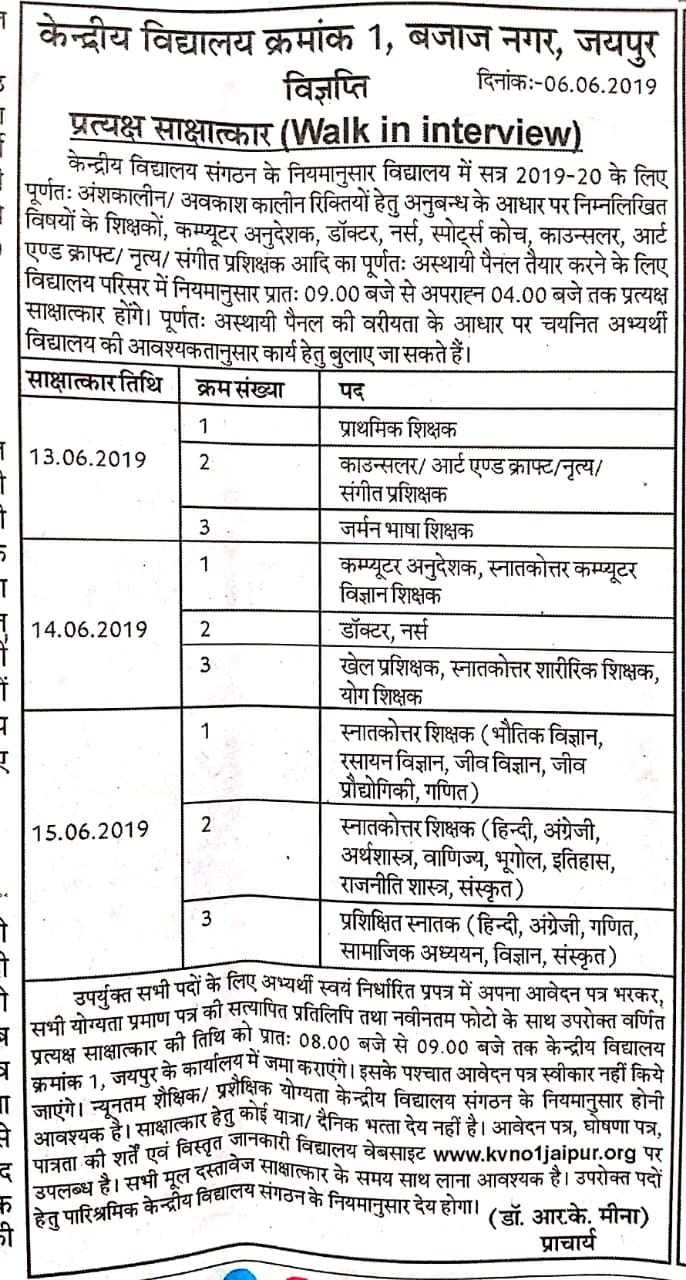 केन्द्रीय विद्यालय क्रमांक 1, बजाज नगर, जयपुर
विज्ञप्ति
दिनांकः-06.06.2019
प्रत्यक्ष साक्षात्कार (Walk in interview)
केन्द्रीय विद्यालय संगठन के नियमानुसार विद्यालय में सत्र 2019-20 के लिए
पूर्णतः अंशकालीन/ अवकाश कालीन रिक्तियों हेतु अनुबन्ध के आधार पर निम्नलिखित
विषयों के शिक्षकों, कम्प्यूटर अनुदेशक, डॉक्टर, नर्स, स्पोर्ट्स कोच, काउन्सलर, आर्ट
एण्ड क्राफ्ट/ नृत्य/ संगीत प्रशिक्षक आदि का पूर्णतः अस्थायी पैनल तैयार करने के लिए
विद्यालय परिसर में नियमानुसार प्रातः 09.00 बजे से अपराह्न 04.00 बजे तक प्रत्यक्ष
साक्षात्कार होंगे। पूर्णतः अस्थायी पैनल की वरीयता के आधार पर चयनित अभ्यर्थी
विद्यालय की आवश्यकतानुसार कार्य हेतु बुलाए जा सकते हैं।
साक्षात्कार तिथि क्रम संख्या पद
13.06.2019
1 प्राथमिक शिक्षक
2 काउन्सलर/ आर्ट एण्ड क्राफ्ट/नृत्य/
संगीत प्रशिक्षक
3 जर्मन भाषा शिक्षक
14.06.2019
1 कम्प्यूटर अनुदेशक, स्नातकोत्तर कम्प्यूटर
विज्ञान शिक्षक
2 डॉक्टर, नर्स
3 खेल प्रशिक्षक, स्नातकोत्तर शारीरिक शिक्षक,
योग शिक्षक
15.06.2019
1 स्नातकोत्तर शिक्षक (भौतिक विज्ञान,
रसायन विज्ञान, जीव विज्ञान, जीव
प्रौद्योगिकी, गणित)
2 स्नातकोत्तर शिक्षक (हिन्दी, अंग्रेजी,
अर्थशास्त्र, वाणिज्य, भूगोल, इतिहास,
राजनीति शास्त्र, संस्कृत)
3 प्रशिक्षित स्नातक (हिन्दी, अंग्रेजी, गणित,
सामाजिक अध्ययन, विज्ञान, संस्कृत)
उपर्युक्त सभी पदों के लिए अभ्यर्थी स्वयं निर्धारित प्रपत्र में अपना आवेदन पत्र भरकर,
सभी योग्यता प्रमाण पत्र की सत्यापित प्रतिलिपि तथा नवीनतम फोटो के साथ उपरोक्त वर्णित
प्रत्यक्ष साक्षात्कार की तिथि को प्रातः 08.00 बजे से 09.00 बजे तक केन्द्रीय विद्यालय
क्रमांक 1, जयपुर के कार्यालय में जमा कराएंगे। इसके पश्चात आवेदन पत्र स्वीकार नहीं किये
जाएंगे। न्यूनतम शैक्षिक/ प्रशैक्षिक योग्यता केन्द्रीय विद्यालय संगठन के नियमानुसार होनी
आवश्यक है। साक्षात्कार हेतु कोई यात्रा/ दैनिक भत्ता देय नहीं है। आवेदन पत्र, घोषणा पत्र,
पात्रता की शर्तें एवं विस्तृत जानकारी विद्यालय वेबसाइट www.kvno1jaipur.org पर
उपलब्ध है। सभी मूल दस्तावेज साक्षात्कार के समय साथ लाना आवश्यक है। उपरोक्त पदों
हेतु पारिश्रमिक केन्द्रीय विद्यालय संगठन के नियमानुसार देय होगा।
(डॉ. आर.के. मीना)
प्राचार्य